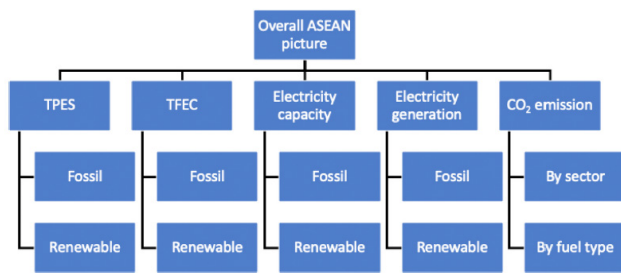 Overall ASEAN
picture
TPES
TFEC
Electricity
capacity
Electricity
generation
CO₂ emission
Fossil
Fossil
Fossil
Fossil
By sector
Renewable
Renewable
Renewable
Renewable
By fuel type